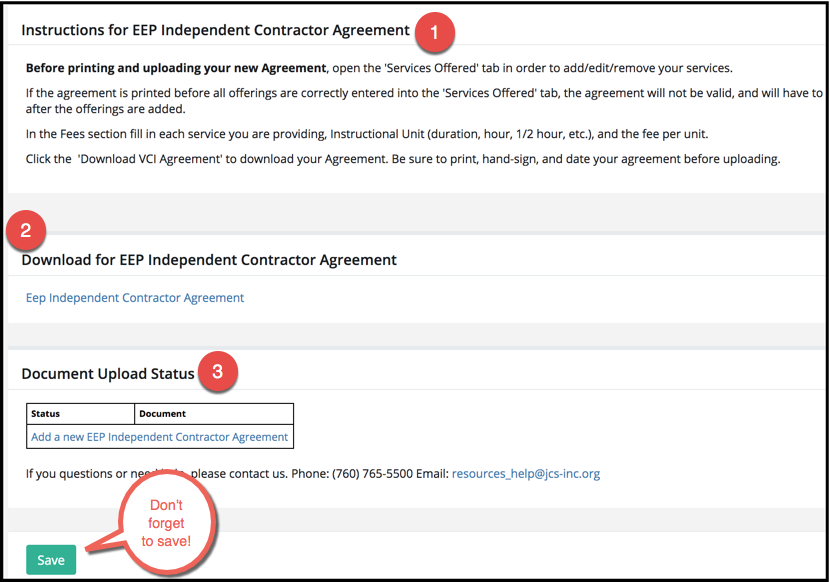 Instructions for EEP Independent Contractor Agreement
1
Before printing and uploading your new Agreement, open the 'Services Offered' tab in order to add/edit/remove your services.
If the agreement is printed before all offerings are correctly entered into the 'Services Offered' tab, the agreement will not be valid, and will have to
after the offerings are added.
In the Fees section fill in each service you are providing, Instructional Unit (duration, hour, 1/2 hour, etc.), and the fee per unit.
Click the 'Download VCI Agreement' to download your Agreement. Be sure to print, hand-sign, and date your agreement before uploading.
2
Download for EEP Independent Contractor Agreement
Eep Independent Contractor Agreement
Document Upload Status
3
Status Document
Add a new EEP Independent Contractor Agreement
If you questions or please contact us. Phone: (760) 765-5500 Email: resources_help@jcs-inc.org
Don't
forget
to save!
Save